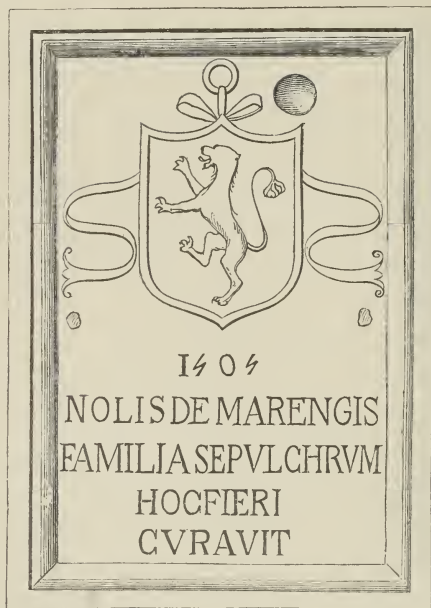 1505
NOLIS DE MARENGIS
FAMILIA SEPVLCHRVM
HOC FIERI
CVRAVIT